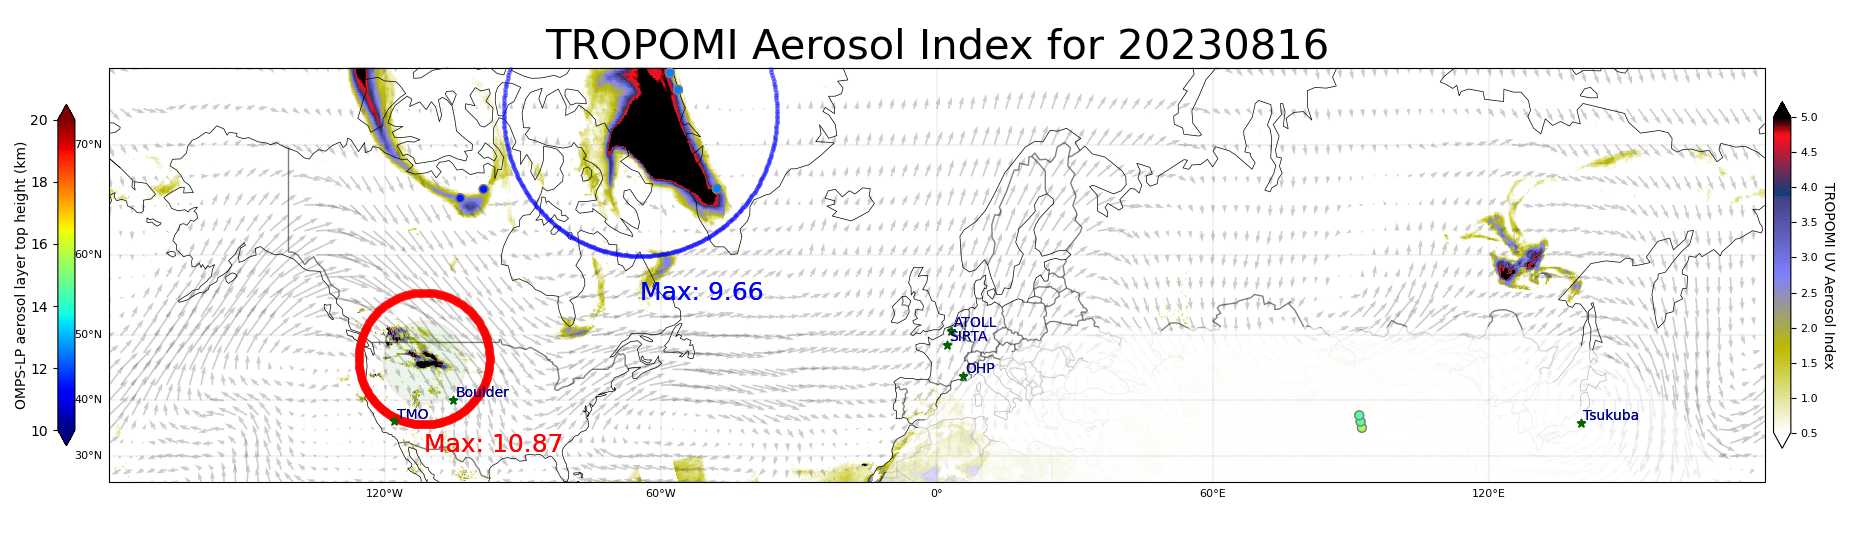 TROPOMI Aerosol Index for 20230816
OMPS-LP aerosol layer top height (km)
20
18
16
14
12
10
70°N
60°N
50°N
40°N
30°N
120°W
60°W
0°
60°E
120°E
Max: 9.66
Max: 10.87
ATOLL
SIRTA
OHP
Boulder
TMO
Tsukuba
5.0
4.5
4.0
3.5
3.0
2.5
2.0
1.5
1.0
0.5
TROPOMI UV Aerosol Index